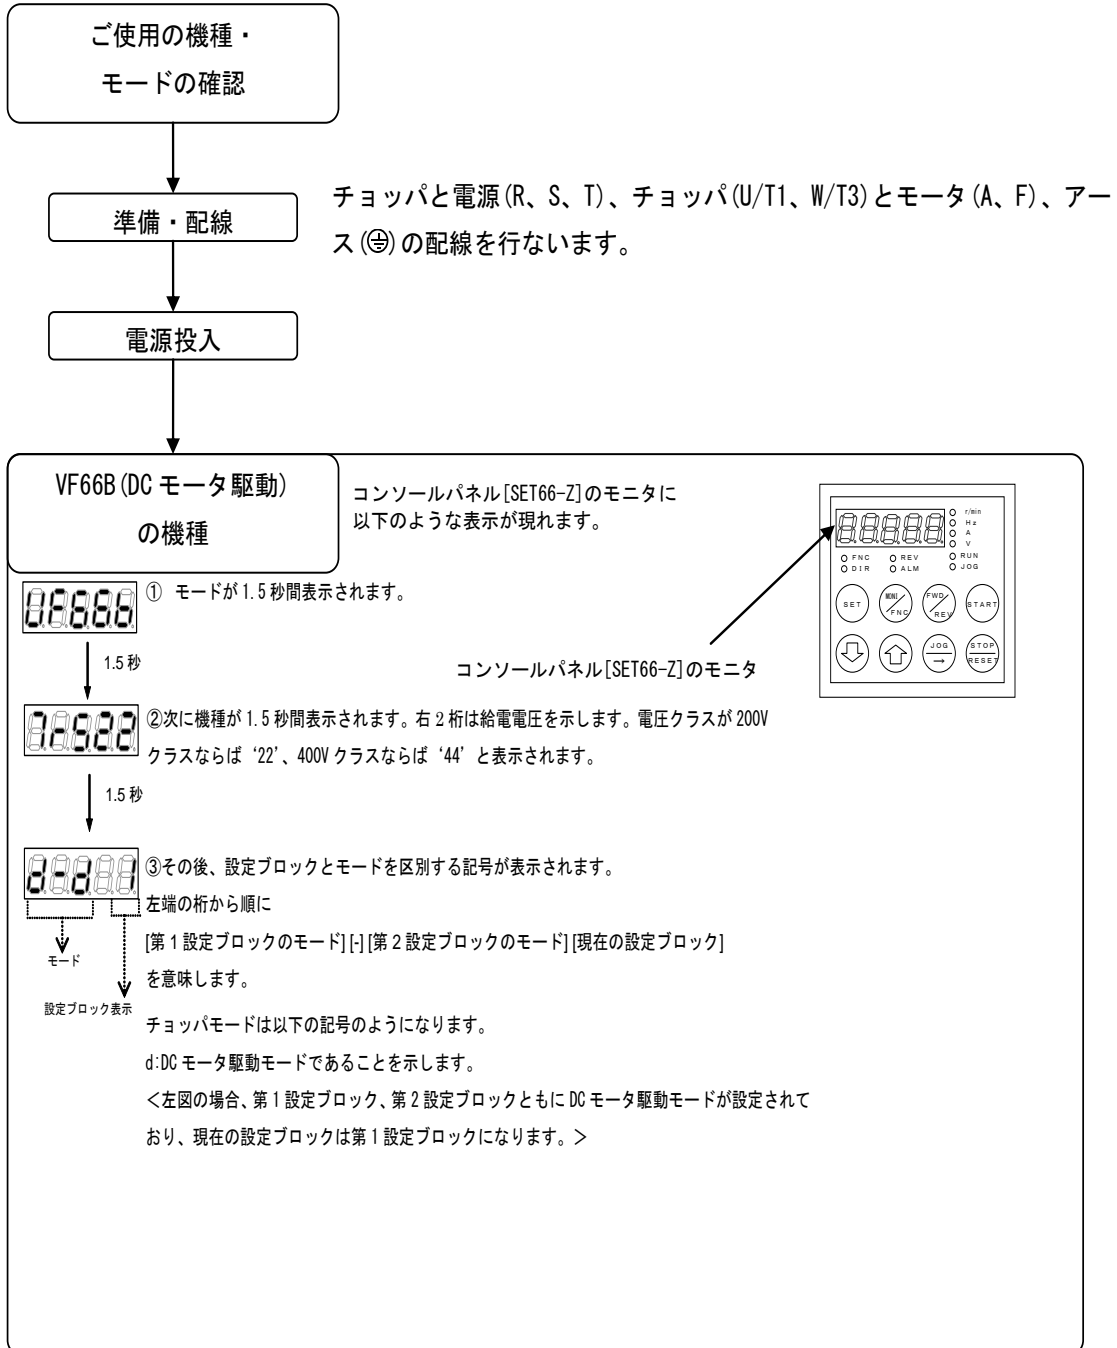 ご使用の機種・
モードの確認
準備・配線
チョッパと電源(R、S、T)、チョッパ(U/T1、W/T3)とモータ(A、F)、アー
ス(⏚)の配線を行ないます。
電源投入
VF66B(DCモータ駆動)
の機種
コンソールパネル[SET66-Z]のモニタに
以下のような表示が現れます。
r/min
Hz
A
V
FNC REV RUN
DIR ALM JOG
SET MONI/FNC FWD/REV START
JOG→ STOP/RESET
コンソールパネル[SET66-Z]のモニタ
① モードが1.5秒間表示されます。
1.5秒
②次に機種が1.5秒間表示されます。右2桁は給電電圧を示します。電圧クラスが200V
クラスならば‘22’、400Vクラスならば‘44’と表示されます。
1.5秒
d-d 1
③その後、設定ブロックとモードを区別する記号が表示されます。
左端の桁から順に
[第1設定ブロックのモード][-][第2設定ブロックのモード][現在の設定ブロック]
を意味します。
モード
設定ブロック表示
チョッパモードは以下の記号のようになります。
d:DCモータ駆動モードであることを示します。
<左図の場合、第1設定ブロック、第2設定ブロックともにDCモータ駆動モードが設定されて
おり、現在の設定ブロックは第1設定ブロックになります。>